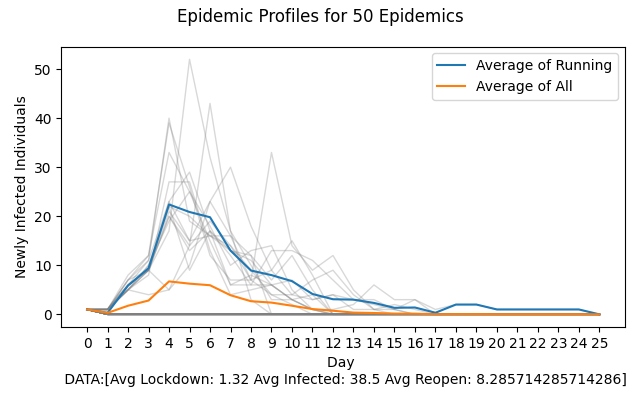 Epidemic Profiles for 50 Epidemics
Average of Running
Average of All
Newly Infected Individuals
50
40
30
20
10
0
0 1 2 3 4 5 6 7 8 9 10 11 12 13 14 15 16 17 18 19 20 21 22 23 24 25
Day
DATA:[Avg Lockdown: 1.32 Avg Infected: 38.5 Avg Reopen: 8.285714285714286]